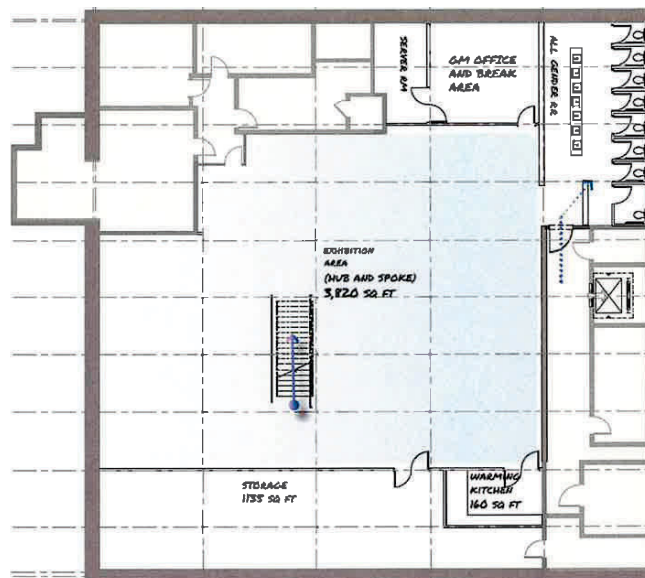 SERVER RM
GM OFFICE
AND BREAK
AREA
ALL GENDER RR
EXHIBITION
AREA
(HUB AND SPOKE)
3,820 SQ FT
STORAGE
1135 SQ FT
WARMING
KITCHEN
160 SQ FT